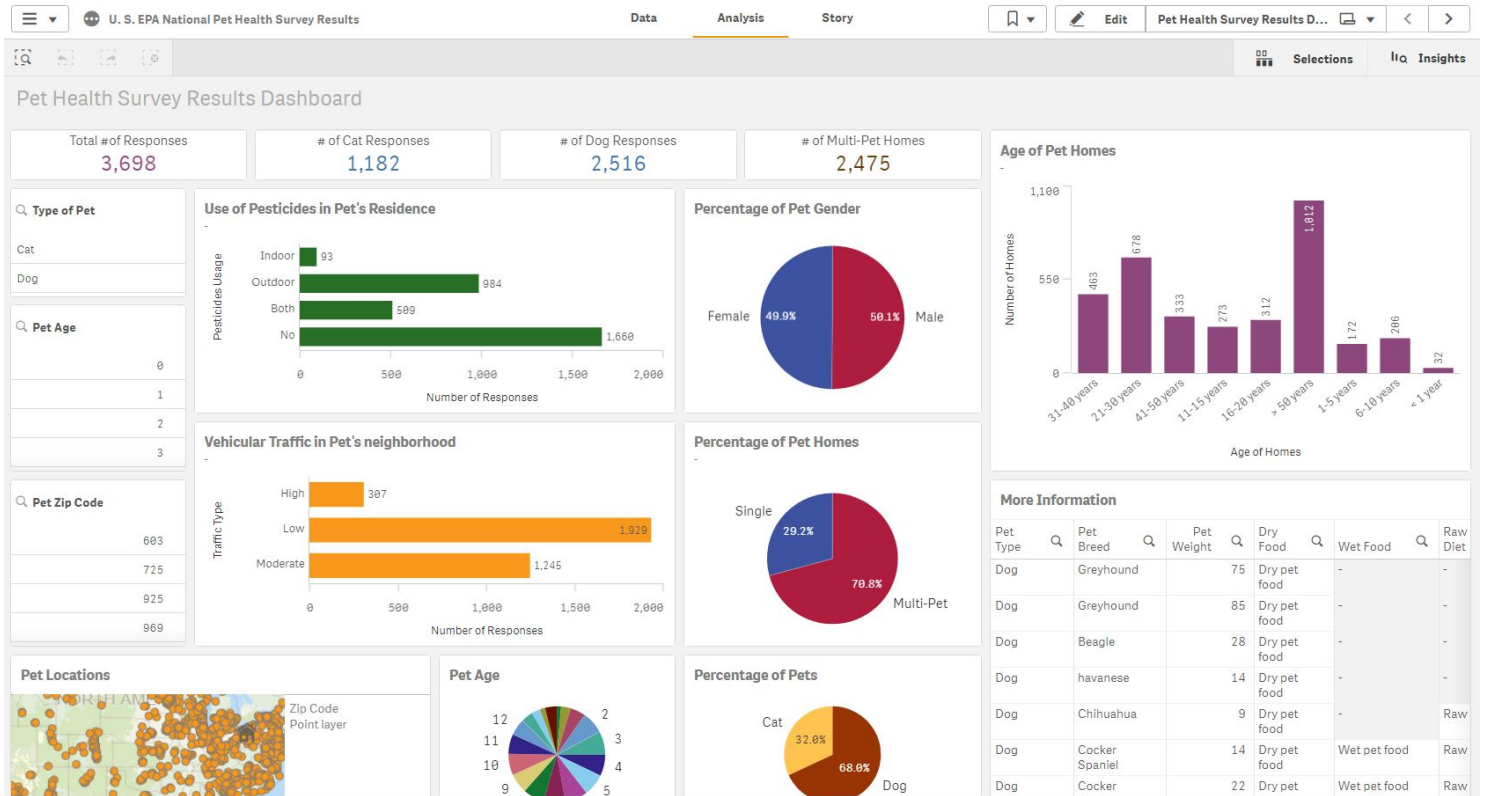 U. S. EPA National Pet Health Survey Results
Data
Analysis
Story
Edit
Pet Health Survey Results D...
Selections
Insights
Pet Health Survey Results Dashboard
Total #of Responses
3,698
# of Cat Responses
1,182
# of Dog Responses
2,516
# of Multi-Pet Homes
2,475
Type of Pet
Cat
Dog
Pet Age
0
1
2
3
Pet Zip Code
603
725
925
969
Use of Pesticides in Pet's Residence
-
Pesticides Usage
Indoor 93
Outdoor 984
Both 509
No 1,660
0 500 1,000 1,500 2,000
Number of Responses
Vehicular Traffic in Pet's neighborhood
-
Traffic Type
High 307
Low 1,929
Moderate 1,245
0 500 1,000 1,500 2,000
Number of Responses
Percentage of Pet Gender
Female 49.9% 50.1% Male
Percentage of Pet Homes
-
Single
29.2%
70.8%
Multi-Pet
Age of Pet Homes
-
Number of Homes
1,100
550
0
463
678
333
273
312
1,012
172
206
32
31-40 years
21-30 years
41-50 years
11-15 years
16-20 years
> 50 years
1-5 years
6-10 years
< 1 year
Age of Homes
More Information
Pet Type Pet Breed Pet Weight Dry Food Wet Food Raw Diet
Dog Greyhound 75 Dry pet food - -
Dog Greyhound 85 Dry pet food - -
Dog Beagle 28 Dry pet food - -
Dog havanese 14 Dry pet food - -
Dog Chihuahua 9 Dry pet food - Raw
Dog Cocker Spaniel 14 Dry pet food Wet pet food Raw
Dog Cocker 22 Dry pet Wet pet food Raw
Pet Locations
NORTH AM
Zip Code
Point layer
Pet Age
12
2
11
3
10
4
9
5
Percentage of Pets
Cat
32.0%
68.0%
Dog